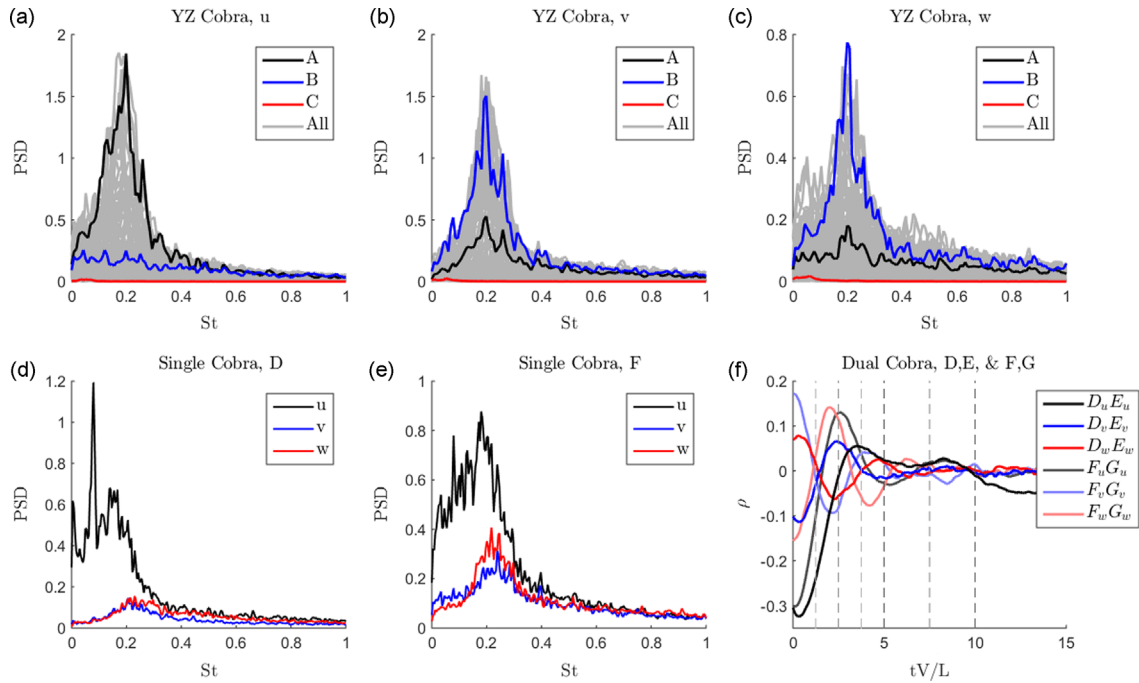 (a)
YZ Cobra, u
2
1.5
1
0.5
0
PSD
0
0.2
0.4
0.6
0.8
1
St
A
B
C
All
(b)
YZ Cobra, v
2
1.5
1
0.5
0
PSD
0
0.2
0.4
0.6
0.8
1
St
A
B
C
All
(c)
YZ Cobra, w
0.8
0.6
0.4
0.2
0
PSD
0
0.2
0.4
0.6
0.8
1
St
A
B
C
All
(d)
Single Cobra, D
1.2
1
0.8
0.6
0.4
0.2
0
PSD
0
0.2
0.4
0.6
0.8
1
St
u
v
w
(e)
Single Cobra, F
1
0.8
0.6
0.4
0.2
0
PSD
0
0.2
0.4
0.6
0.8
1
St
u
v
w
(f)
Dual Cobra, D,E, & F,G
0.2
0.1
0
-0.1
-0.2
-0.3
ρ
0
5
10
15
tV/L
DuEu
DvEv
DwEw
FuGu
FvGv
FwGw